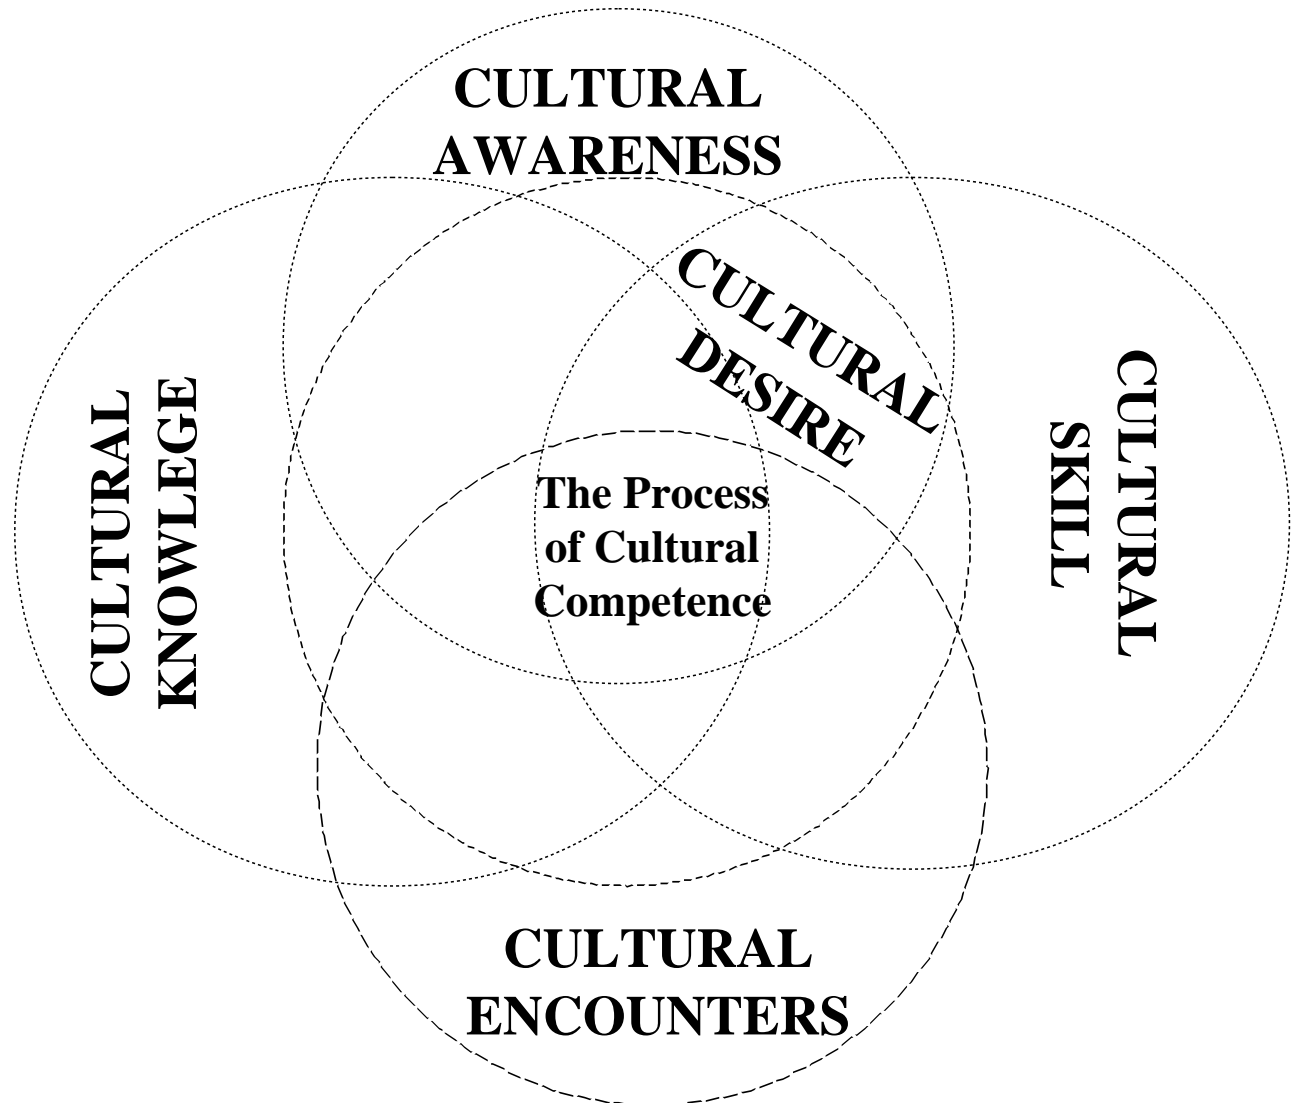 CULTURAL
AWARENESS
CULTURAL
DESIRE
CULTURAL
KNOWLEGE
The Process
of Cultural
Competence
CULTURAL
SKILL
CULTURAL
ENCOUNTERS